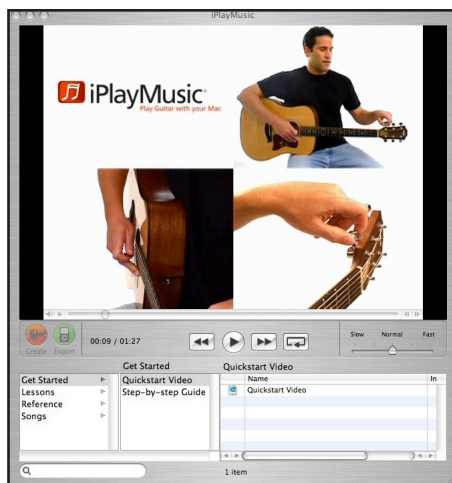 iPlayMusic
iPlayMusic
Play Guitar with your Mac
Create Export
00:09 / 01:27
Slow Normal Fast
Get Started Quickstart Video
Name In
Get Started Quickstart Video Quickstart Video
Lessons Step-by-step Guide
Reference
Songs
1 item